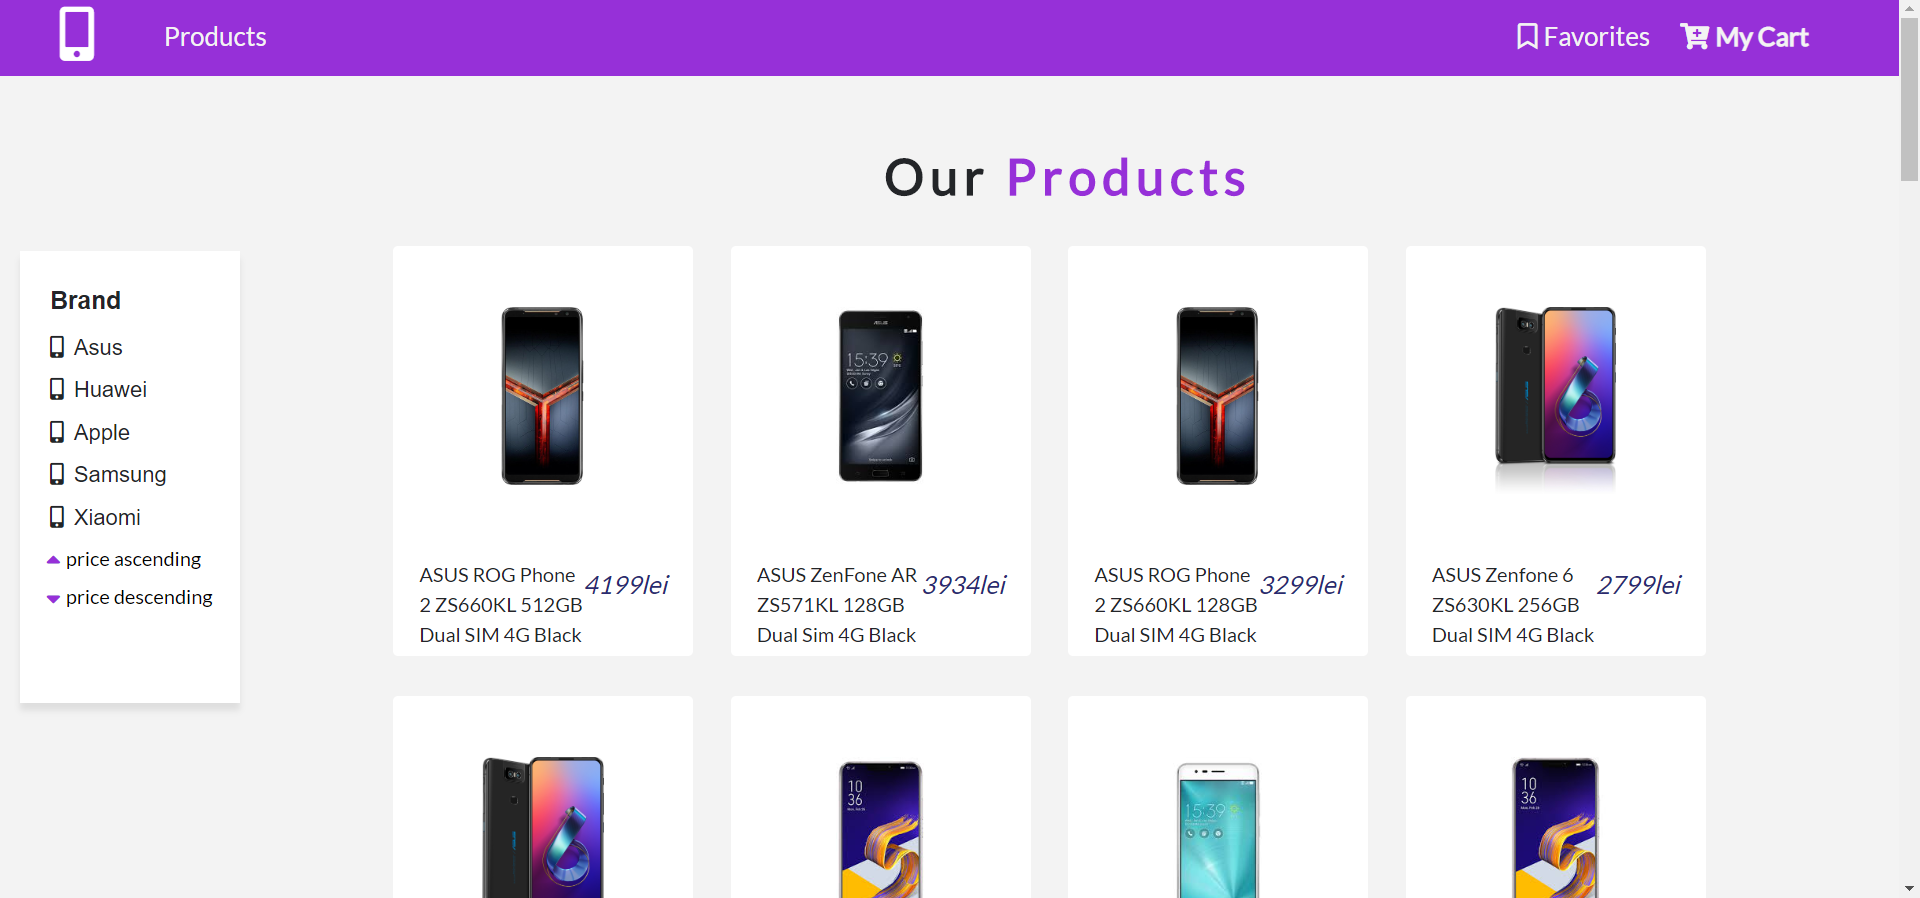 Products
Favorites
My Cart
Our Products
Brand
Asus
Huawei
Apple
Samsung
Xiaomi
price ascending
price descending
ASUS
15:39
ASUS ROG Phone
2 ZS660KL 512GB
Dual SIM 4G Black
4199lei
ASUS ZenFone AR
ZS571KL 128GB
Dual Sim 4G Black
3934lei
ASUS ROG Phone
2 ZS660KL 128GB
Dual SIM 4G Black
3299lei
ASUS Zenfone 6
ZS630KL 256GB
Dual SIM 4G Black
2799lei
10
36
15:39
10
36